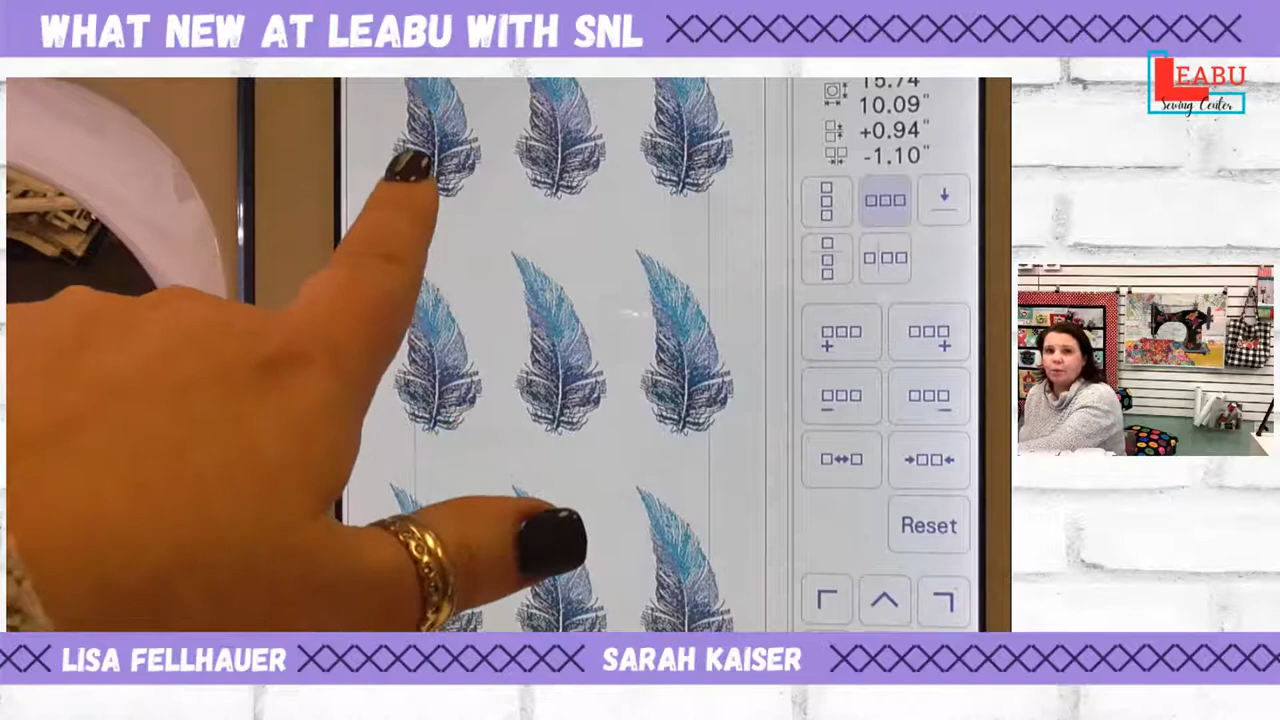 WHAT NEW AT LEABU WITH SNL
LEABU
Sewing Center
15.74
10.09"
+0.94"
-1.10"
Reset
LISA FELLHAUER
SARAH KAISER